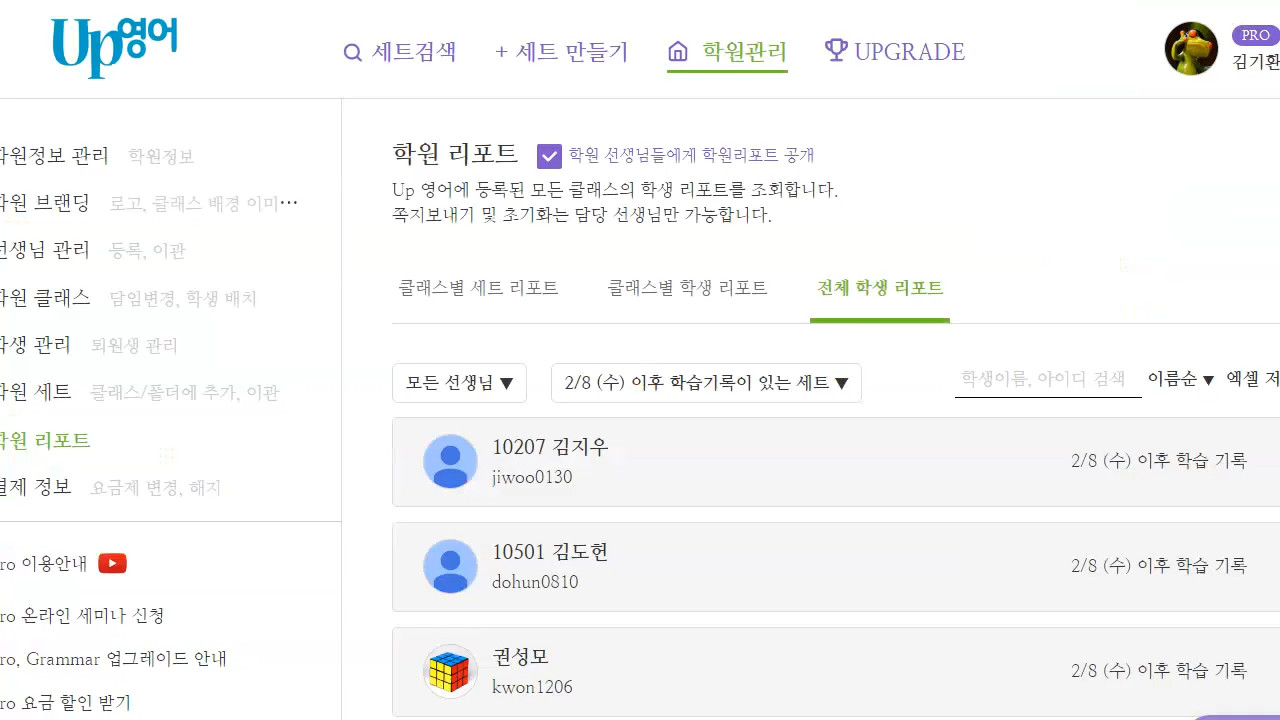 Up영어
세트검색
+ 세트 만들기
학원관리
UPGRADE
PRO
김기환
학원정보 관리 학원정보
학원 브랜딩 로고, 클래스 배경 이미…
선생님 관리 등록, 이관
학원 클래스 담임변경, 학생 배치
학생 관리 퇴원생 관리
학원 세트 클래스/폴더에 추가, 이관
학원 리포트
결제 정보 요금제 변경, 해지
ro 이용안내
ro 온라인 세미나 신청
ro, Grammar 업그레이드 안내
ro 요금 할인 받기
학원 리포트 학원 선생님들에게 학원리포트 공개
Up 영어에 등록된 모든 클래스의 학생 리포트를 조회합니다.
쪽지보내기 및 초기화는 담당 선생님만 가능합니다.
클래스별 세트 리포트 클래스별 학생 리포트 전체 학생 리포트
모든 선생님 ▼ 2/8 (수) 이후 학습기록이 있는 세트 ▼ 학생이름, 아이디 검색 이름순 ▼ 엑셀 저
10207 김지우
jiwoo0130
2/8 (수) 이후 학습 기록
10501 김도헌
dohun0810
2/8 (수) 이후 학습 기록
권성모
kwon1206
2/8 (수) 이후 학습 기록